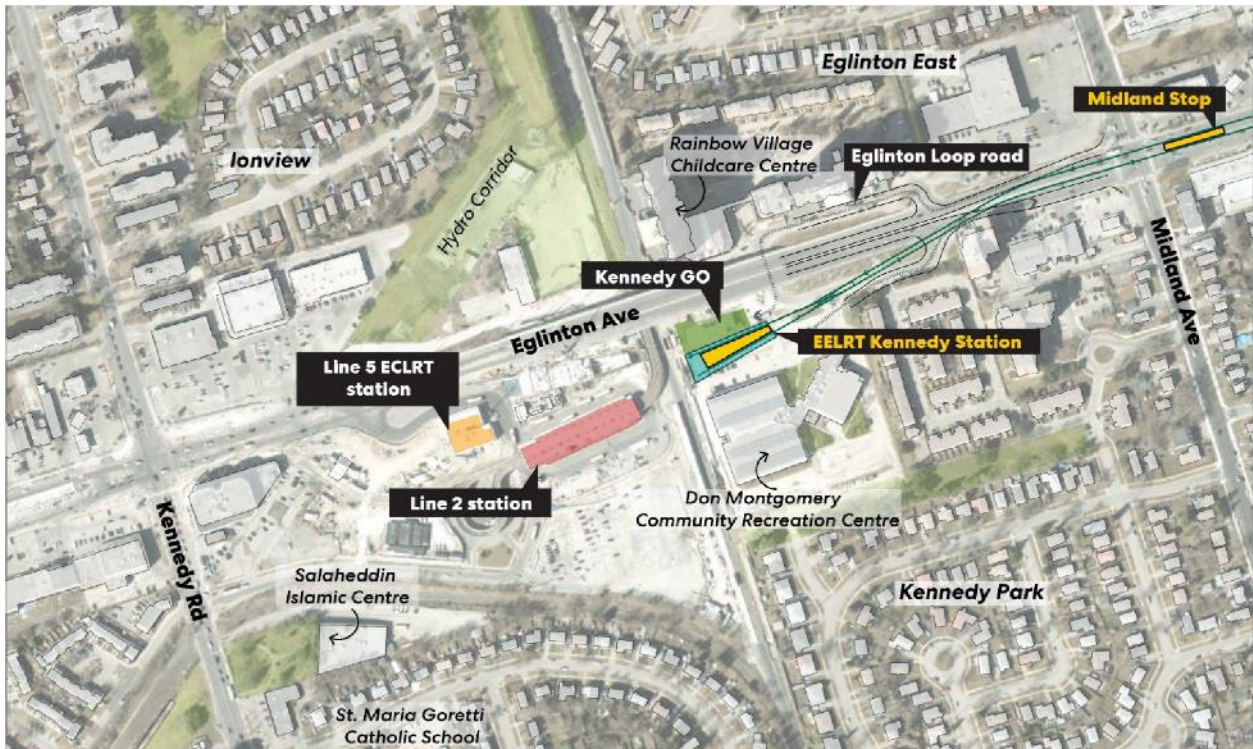 Eglinton East
Midland Stop
Rainbow Village
Childcare Centre
Eglinton Loop road
Ionview
Hydro Corridor
Midland Ave
Kennedy GO
Eglinton Ave
EELRT Kennedy Station
Line 5 ECLRT
station
Line 2 station
Don Montgomery
Community Recreation Centre
Kennedy Rd
Salaheddin
Islamic Centre
Kennedy Park
St. Maria Goretti
Catholic School